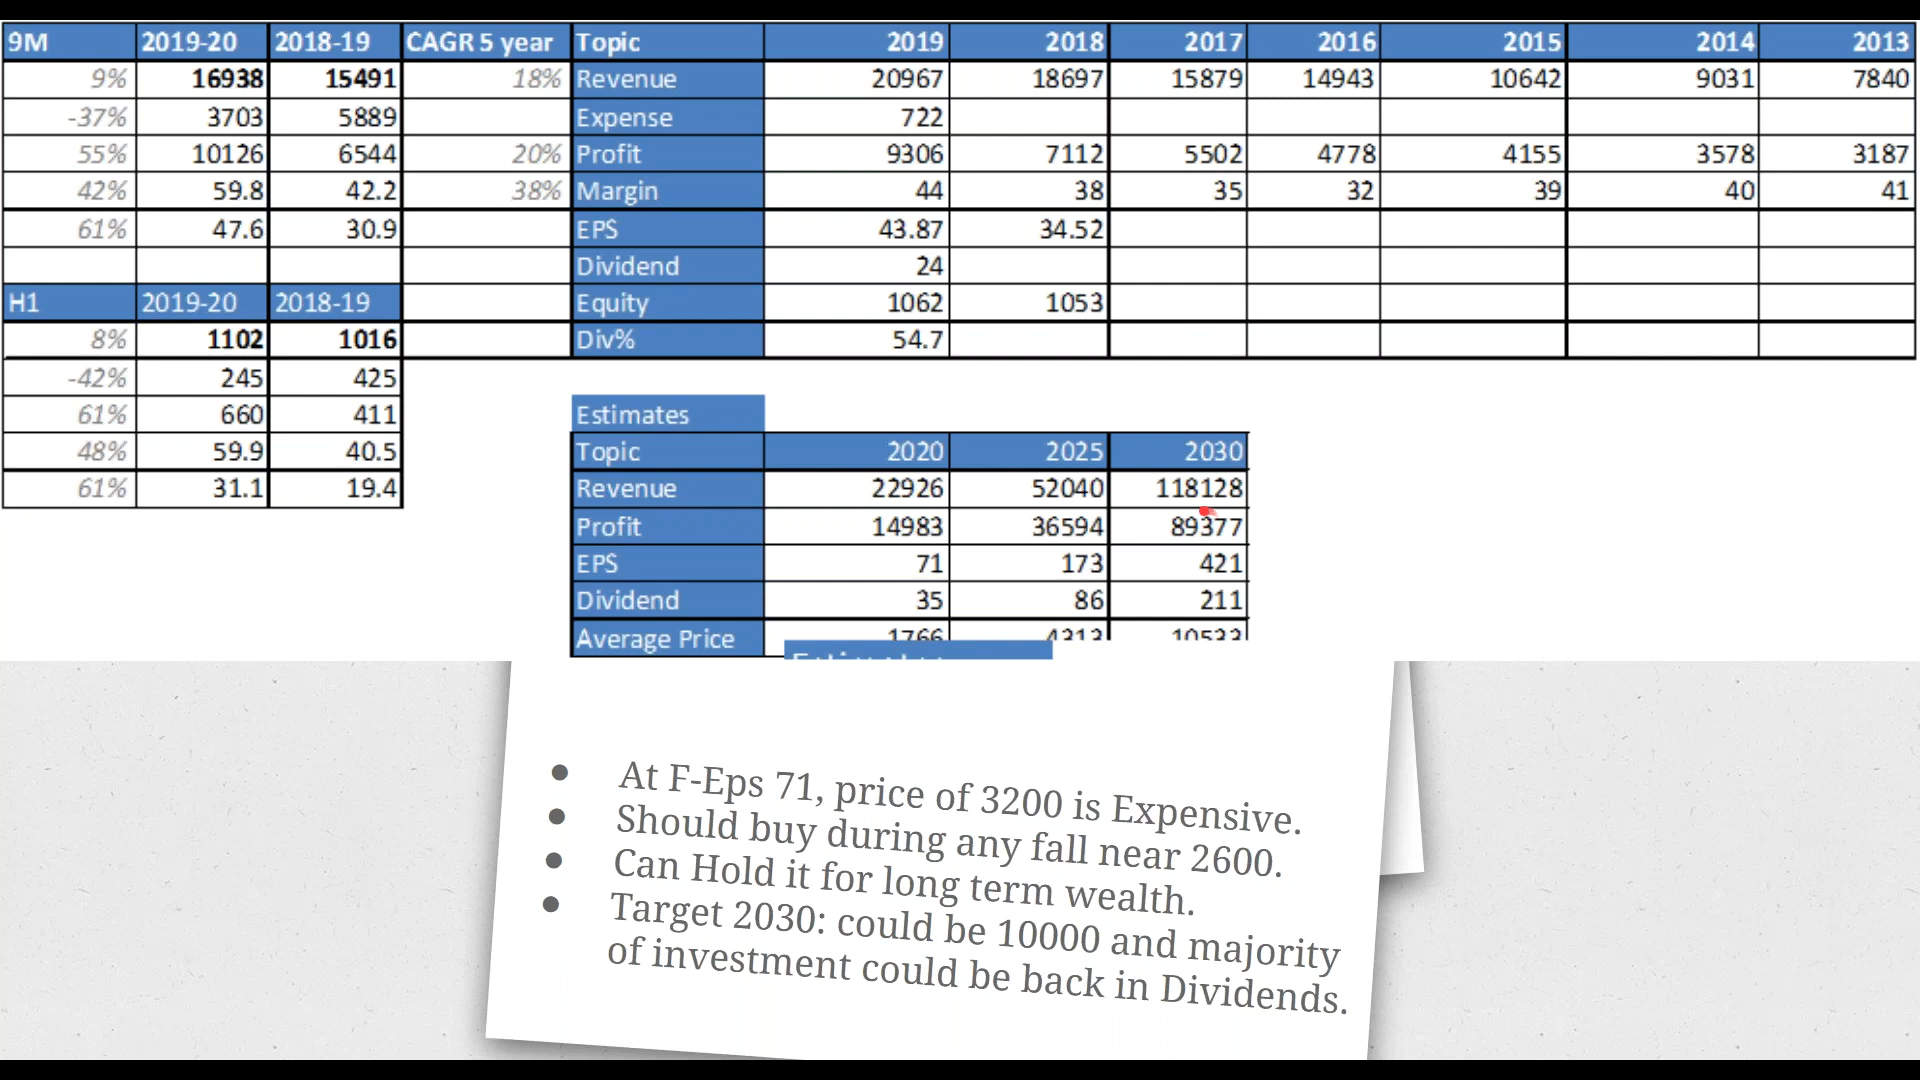 9M 2019-20 2018-19 CAGR 5 year Topic 2019 2018 2017 2016 2015 2014 2013
9% 16938 15491 18% Revenue 20967 18697 15879 14943 10642 9031 7840
-37% 3703 5889 Expense 722
55% 10126 6544 20% Profit 9306 7112 5502 4778 4155 3578 3187
42% 59.8 42.2 38% Margin 44 38 35 32 39 40 41
61% 47.6 30.9 EPS 43.87 34.52
Dividend 24
H1 2019-20 2018-19 Equity 1062 1053
8% 1102 1016 Div% 54.7
-42% 245 425
61% 660 411
48% 59.9 40.5
61% 31.1 19.4
Estimates
Topic 2020 2025 2030
Revenue 22926 52040 118128
Profit 14983 36594 89377
EPS 71 173 421
Dividend 35 86 211
Average Price 1766 4313 10533
● At F-Eps 71, price of 3200 is Expensive.
● Should buy during any fall near 2600.
● Can Hold it for long term wealth.
● Target 2030: could be 10000 and majority
of investment could be back in Dividends.